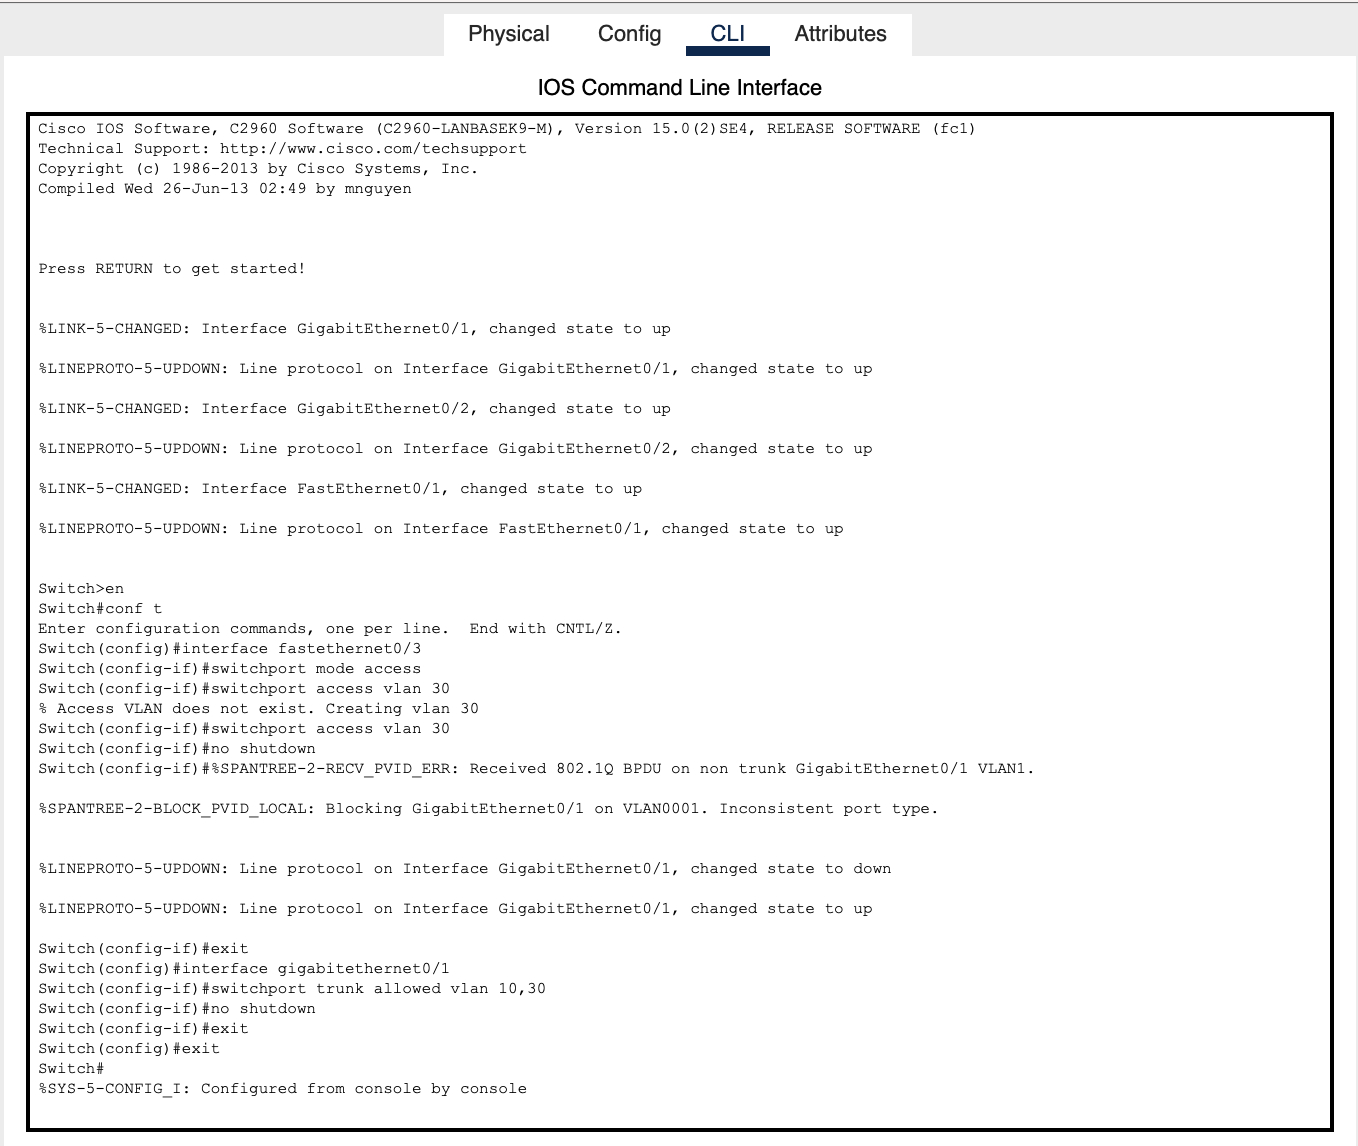 Physical Config CLI Attributes
IOS Command Line Interface
Cisco IOS Software, C2960 Software (C2960-LANBASEK9-M), Version 15.0(2)SE4, RELEASE SOFTWARE (fc1)
Technical Support: http://www.cisco.com/techsupport
Copyright (c) 1986-2013 by Cisco Systems, Inc.
Compiled Wed 26-Jun-13 02:49 by mnguyen
Press RETURN to get started!
%LINK-5-CHANGED: Interface GigabitEthernet0/1, changed state to up
%LINEPROTO-5-UPDOWN: Line protocol on Interface GigabitEthernet0/1, changed state to up
%LINK-5-CHANGED: Interface GigabitEthernet0/2, changed state to up
%LINEPROTO-5-UPDOWN: Line protocol on Interface GigabitEthernet0/2, changed state to up
%LINK-5-CHANGED: Interface FastEthernet0/1, changed state to up
%LINEPROTO-5-UPDOWN: Line protocol on Interface FastEthernet0/1, changed state to up
Switch>en
Switch#conf t
Enter configuration commands, one per line.  End with CNTL/Z.
Switch(config)#interface fastethernet0/3
Switch(config-if)#switchport mode access
Switch(config-if)#switchport access vlan 30
% Access VLAN does not exist. Creating vlan 30
Switch(config-if)#switchport access vlan 30
Switch(config-if)#no shutdown
Switch(config-if)#%SPANTREE-2-RECV_PVID_ERR: Received 802.1Q BPDU on non trunk GigabitEthernet0/1 VLAN1.
%SPANTREE-2-BLOCK_PVID_LOCAL: Blocking GigabitEthernet0/1 on VLAN0001. Inconsistent port type.
%LINEPROTO-5-UPDOWN: Line protocol on Interface GigabitEthernet0/1, changed state to down
%LINEPROTO-5-UPDOWN: Line protocol on Interface GigabitEthernet0/1, changed state to up
Switch(config-if)#exit
Switch(config)#interface gigabitethernet0/1
Switch(config-if)#switchport trunk allowed vlan 10,30
Switch(config-if)#no shutdown
Switch(config-if)#exit
Switch(config)#exit
Switch#
%SYS-5-CONFIG_I: Configured from console by console